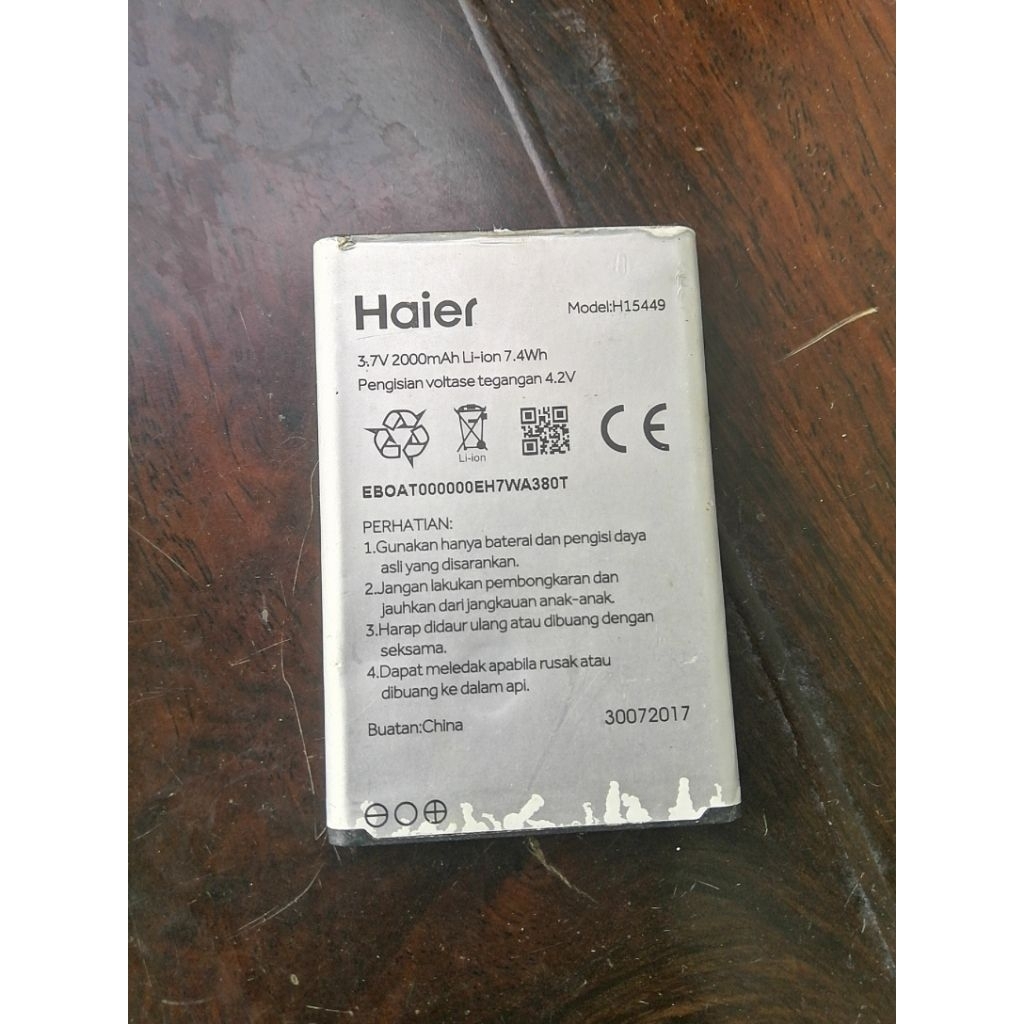 Haier
Model:H15449
3.7V 2000mAh Li-ion 7.4Wh
Pengisian voltase tegangan 4.2V
Li-ion
CE
EBOAT000000EH7WA380T
PERHATIAN:
1.Gunakan hanya baterai dan pengisi daya
asli yang disarankan.
2.Jangan lakukan pembongkaran dan
jauhkan dari jangkauan anak-anak.
3.Harap didaur ulang atau dibuang dengan
seksama.
4.Dapat meledak apabila rusak atau
dibuang ke dalam api.
Buatan:China
30072017